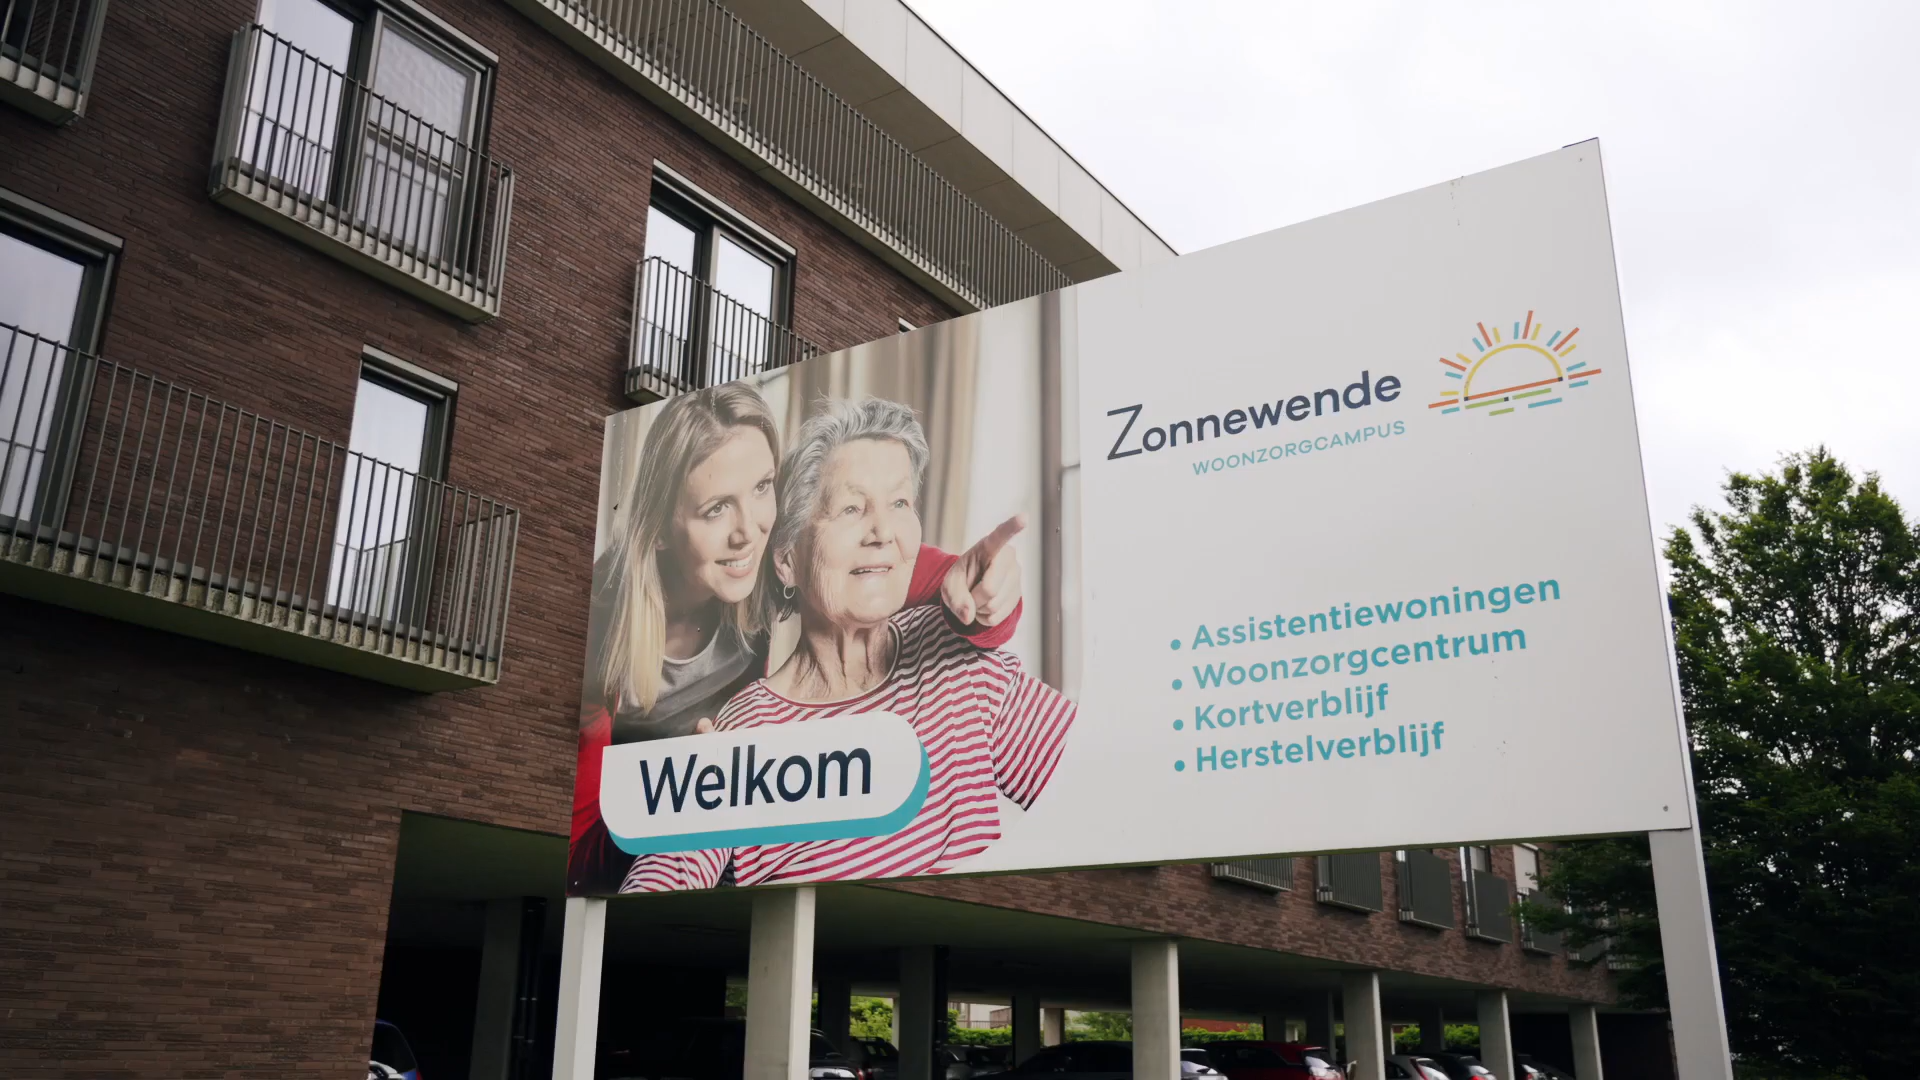 Zonnewende
WOONZORGCAMPUS
• Assistentiewoningen
• Woonzorgcentrum
• Kortverblijf
• Herstelverblijf
Welkom